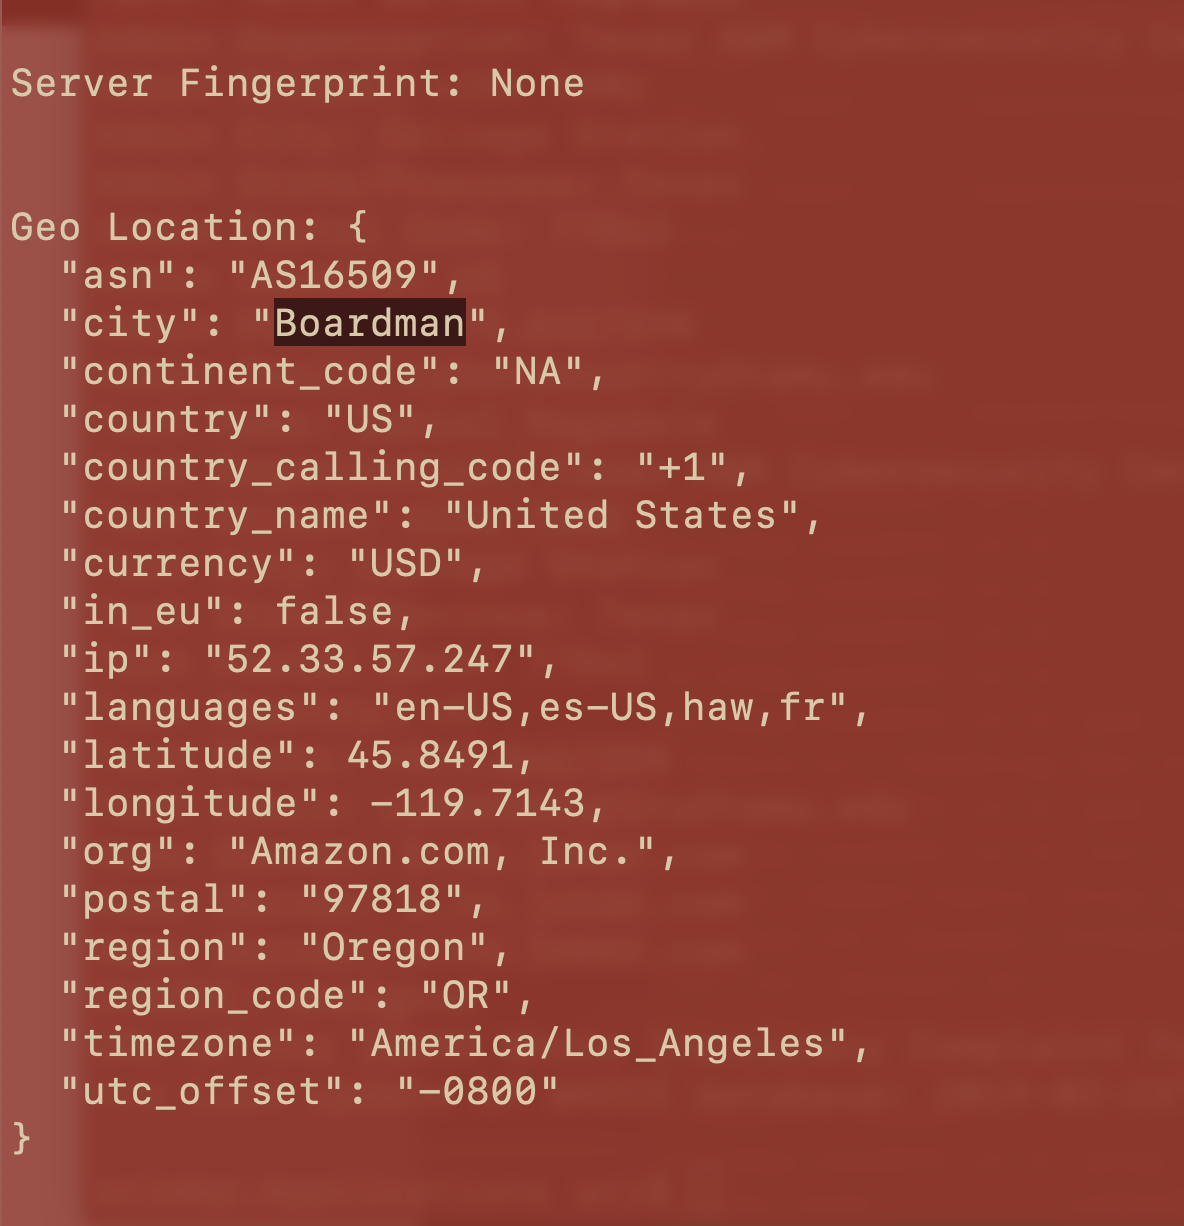 Server Fingerprint: None
Geo Location: {
"asn": "AS16509",
"city": "Boardman",
"continent_code": "NA",
"country": "US",
"country_calling_code": "+1",
"country_name": "United States",
"currency": "USD",
"in_eu": false,
"ip": "52.33.57.247",
"languages": "en-US,es-US,haw,fr",
"latitude": 45.8491,
"longitude": -119.7143,
"org": "Amazon.com, Inc.",
"postal": "97818",
"region": "Oregon",
"region_code": "OR",
"timezone": "America/Los_Angeles",
"utc_offset": "-0800"
}